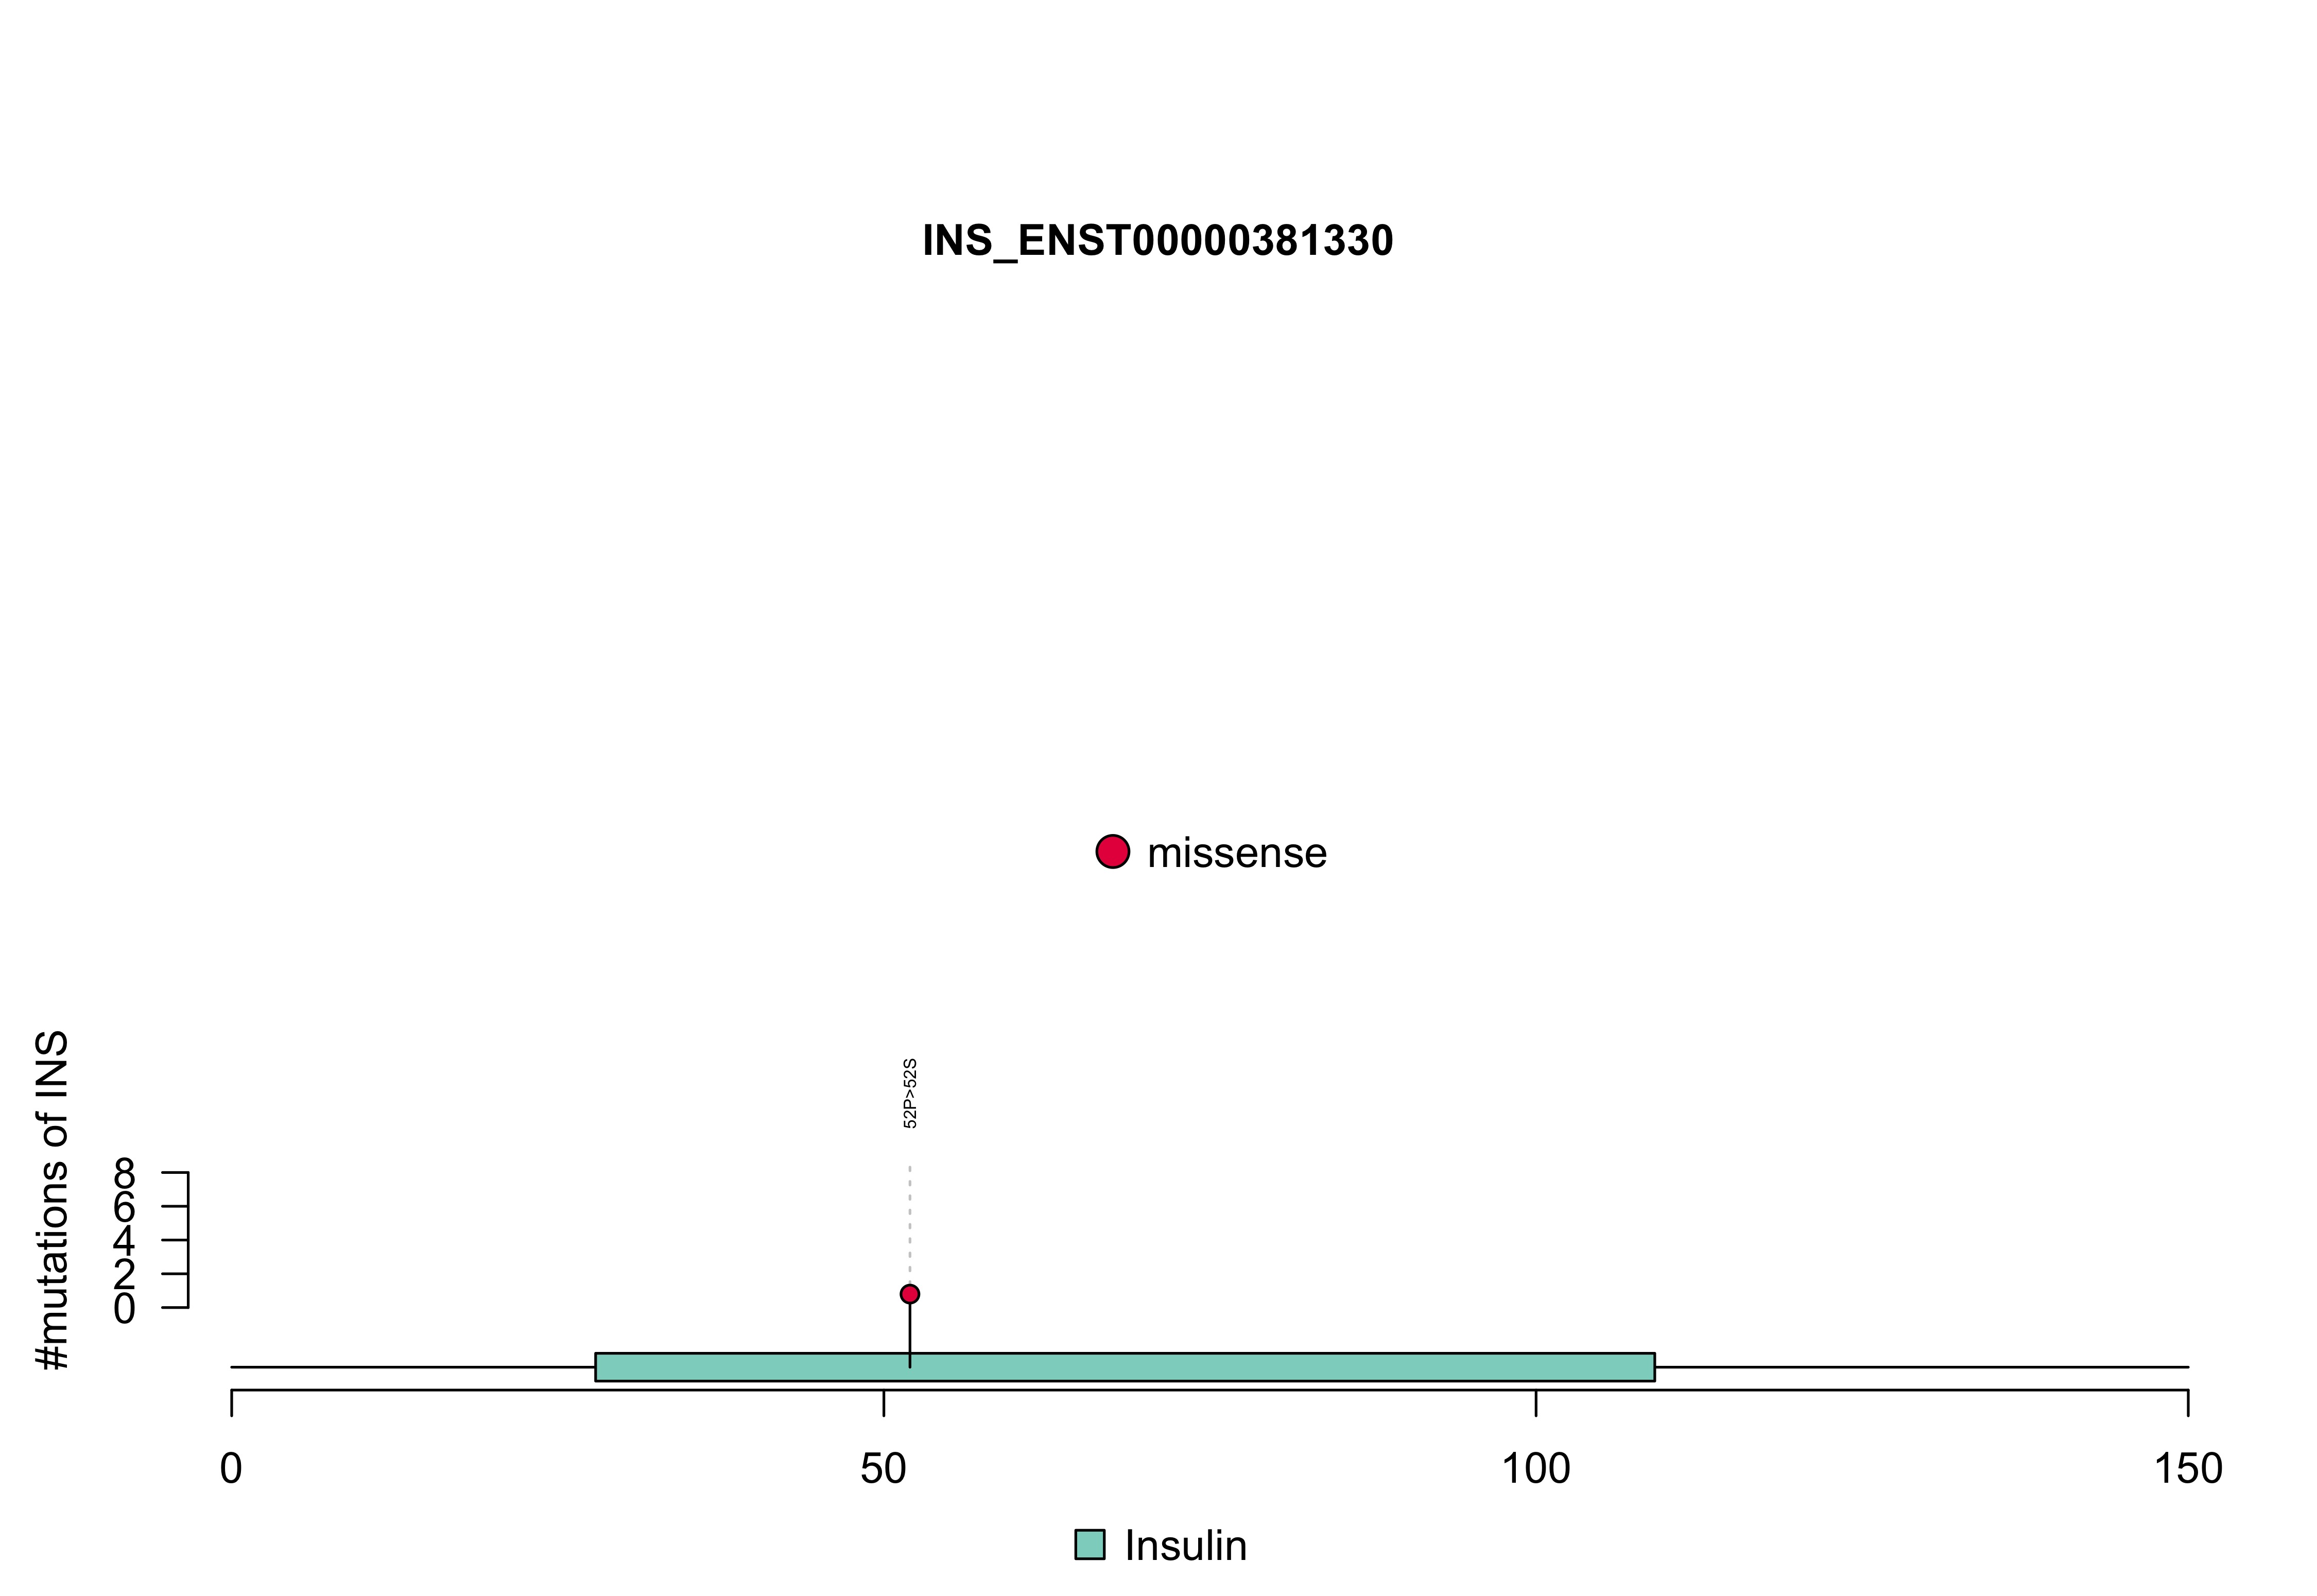 INS_ENST00000381330
missense
#mutations of INS
52P>52S
8
6
4
2
0
0 50 100 150
Insulin